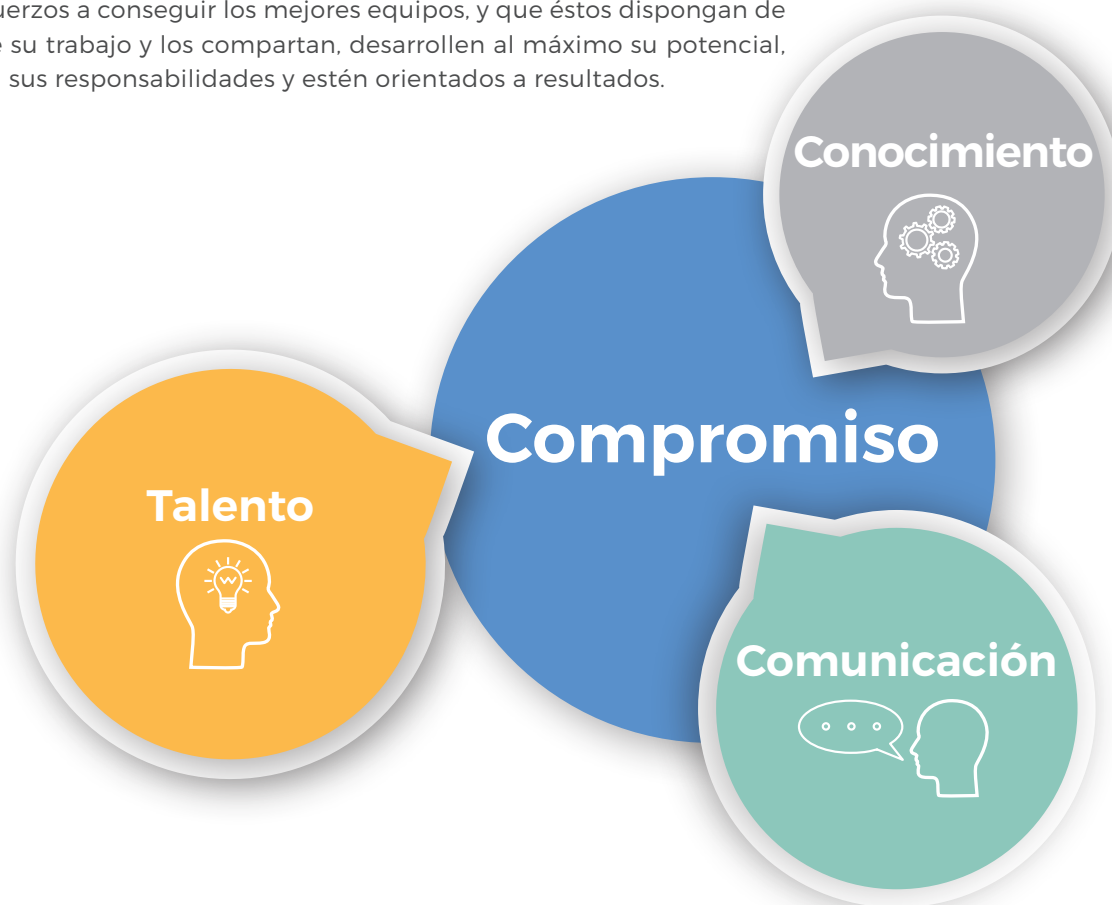 uerzos a conseguir los mejores equipos, y que éstos dispongan de
e su trabajo y los compartan, desarrollen al máximo su potencial,
sus responsabilidades y estén orientados a resultados.
Conocimiento
Compromiso
Talento
Comunicación